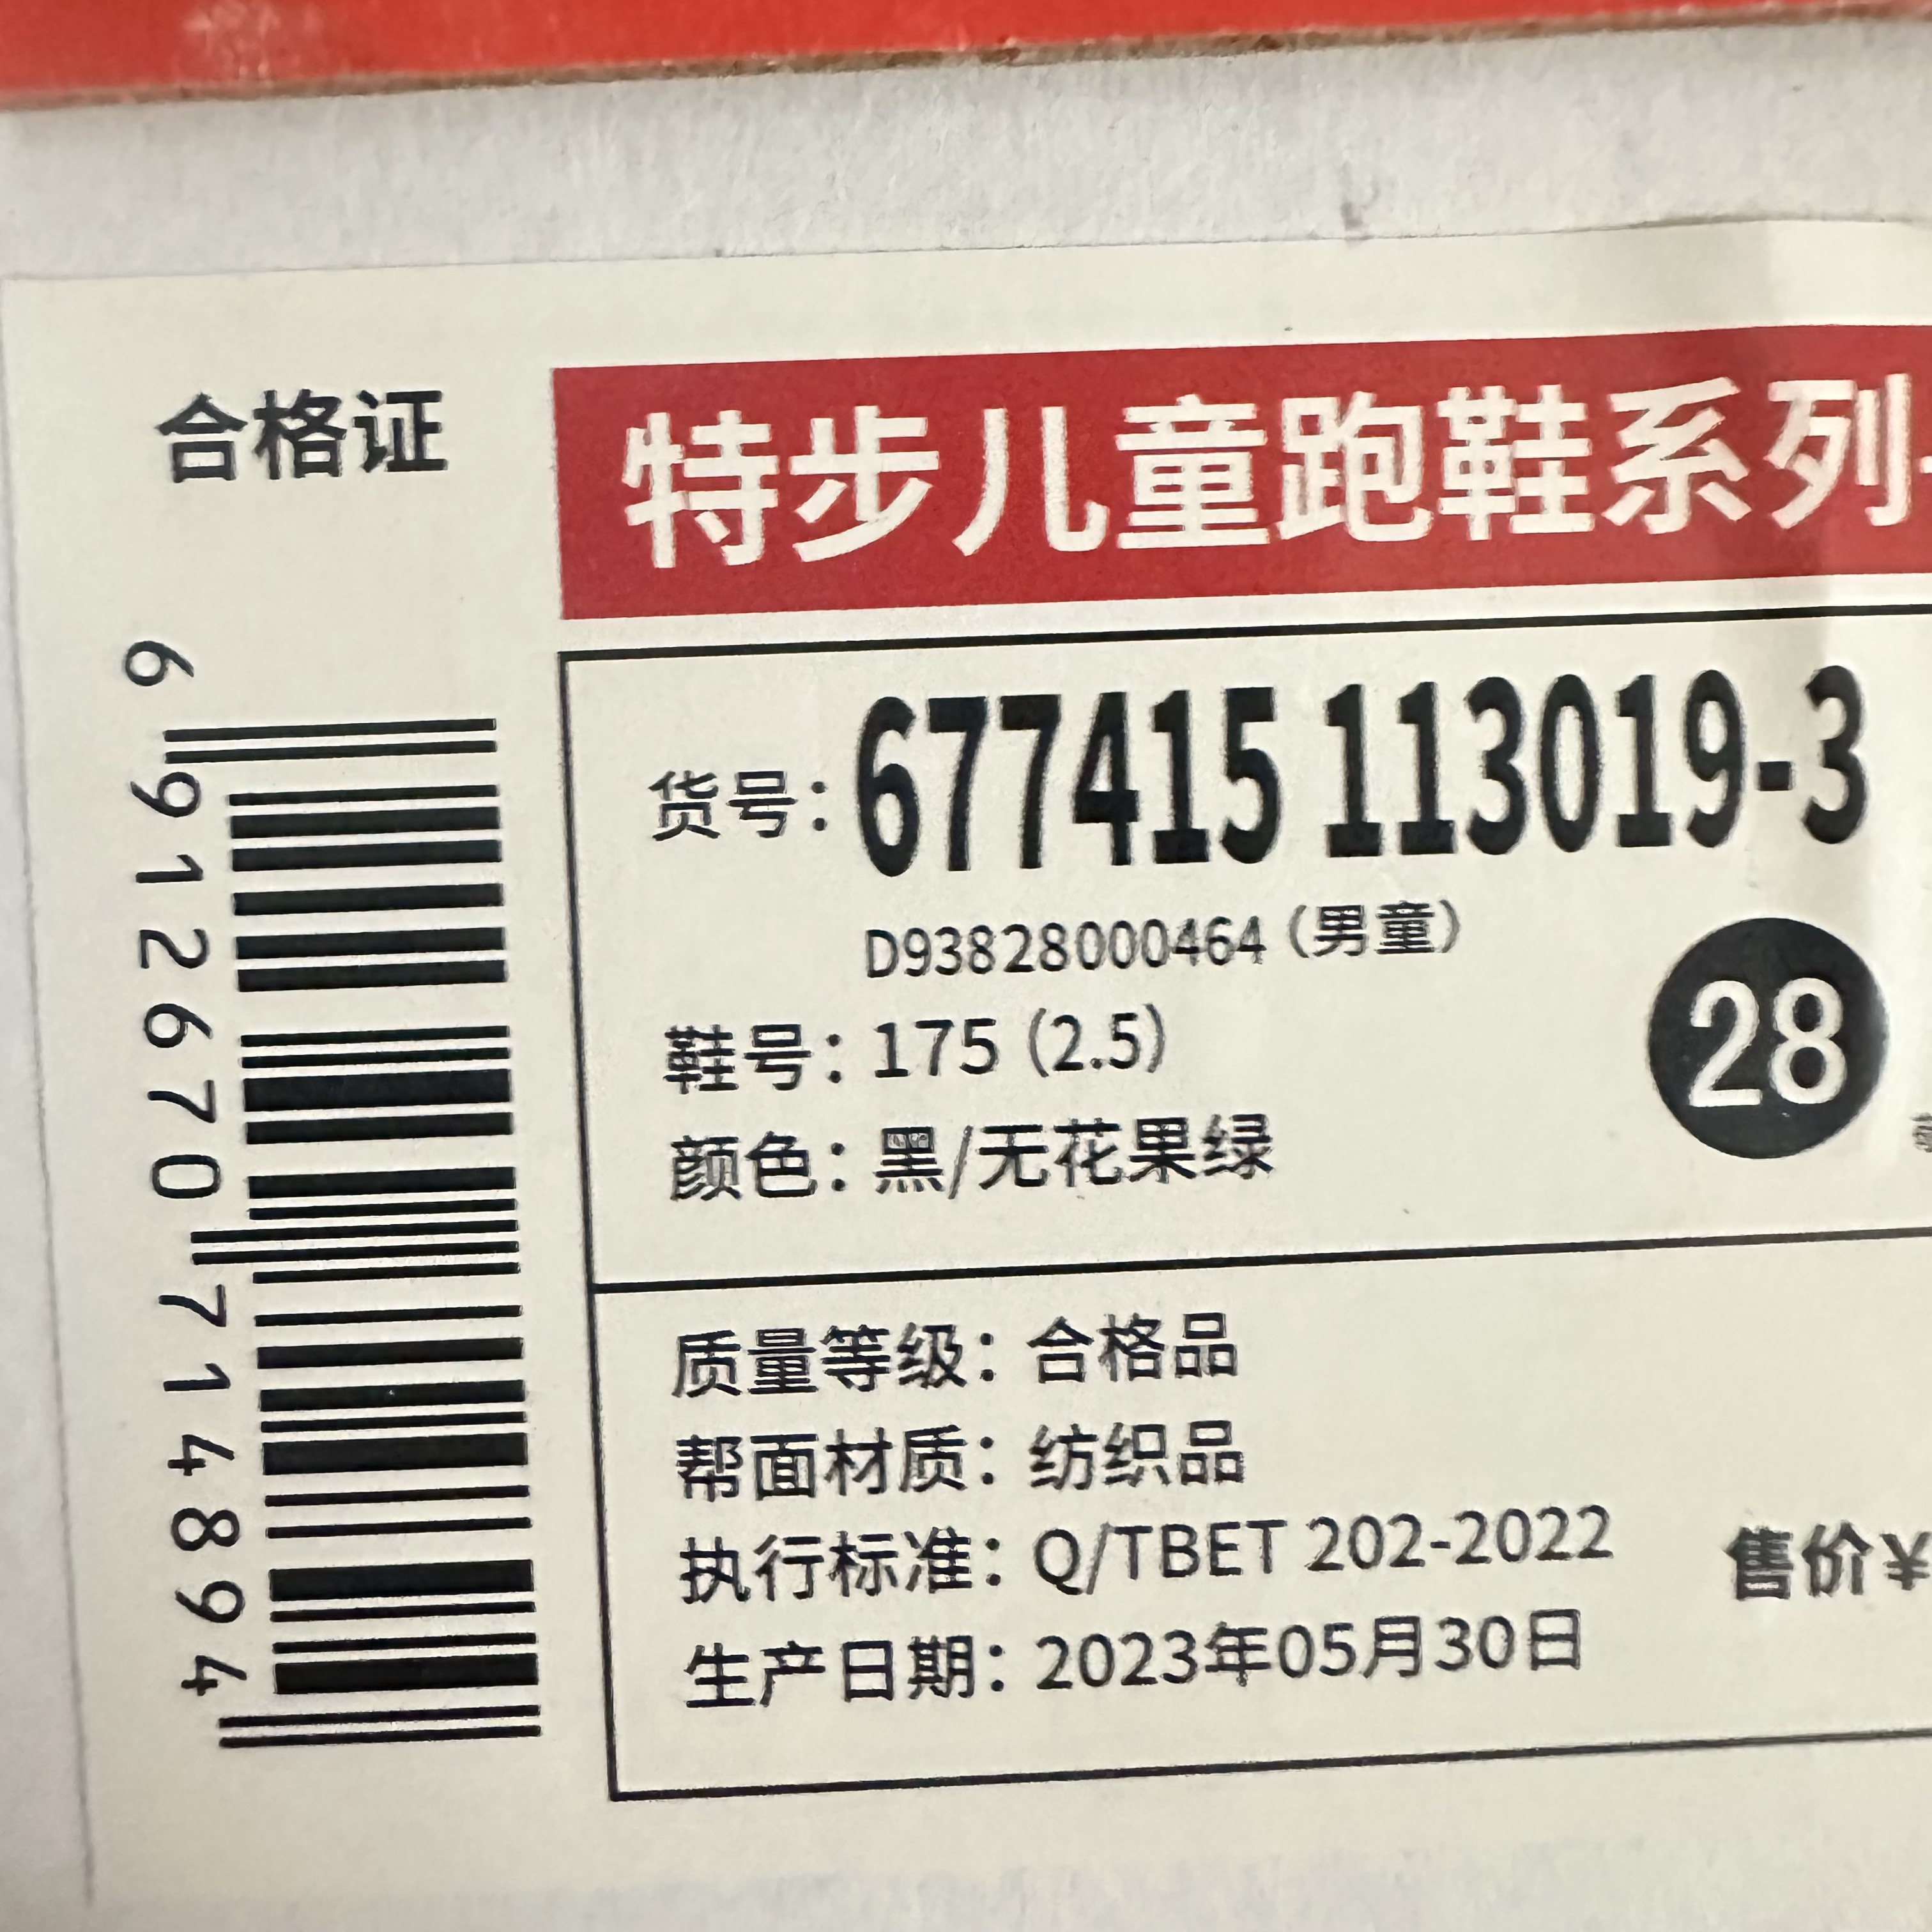 合格证
特步儿童跑鞋系列
货号：677415 113019-3
D93828000464（男童）
鞋号：175（2.5）
28
颜色：黑/无花果绿
质量等级：合格品
帮面材质：纺织品
执行标准：Q/TBET 202-2022
售价¥
生产日期：2023年05月30日
6 912670 714894